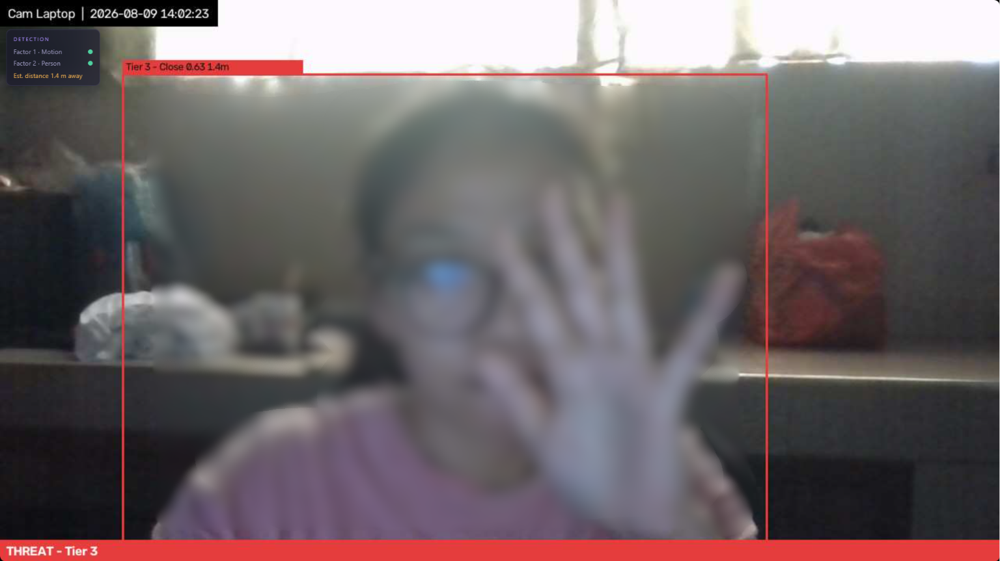 Cam Laptop | 2026-08-09 14:02:23
DETECTION
Factor 1 · Motion
Factor 2 · Person
Est. distance 1.4 m away
Tier 3 - Close 0.63 1.4m
THREAT - Tier 3